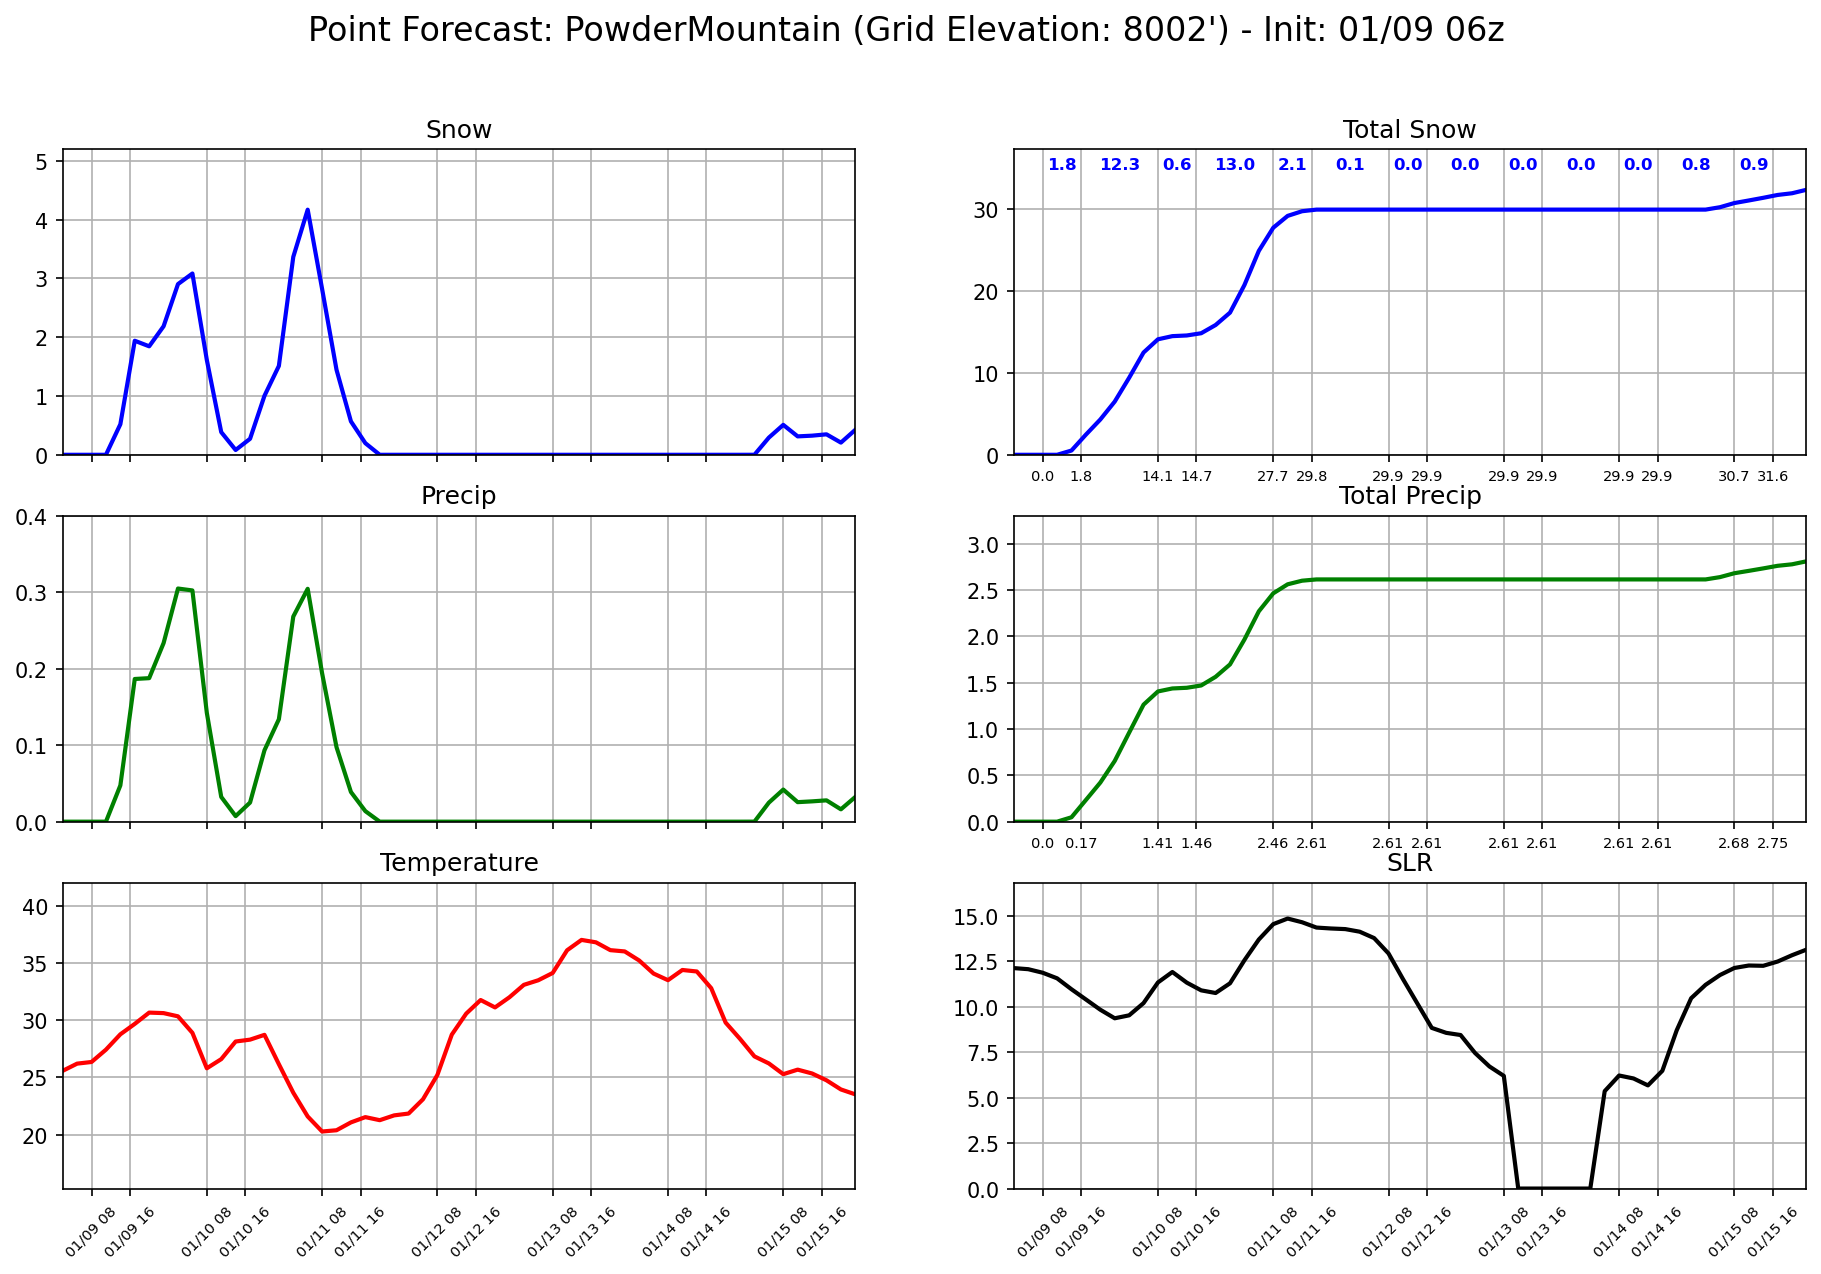 Point Forecast: PowderMountain (Grid Elevation: 8002') - Init: 01/09 06z
Snow
5
4
3
2
1
0
Total Snow
1.8 12.3 0.6 13.0 2.1 0.1 0.0 0.0 0.0 0.0 0.0 0.8 0.9
30
20
10
0
0.0 1.8 14.1 14.7 27.7 29.8 29.9 29.9 29.9 29.9 29.9 29.9 30.7 31.6
Precip
0.4
0.3
0.2
0.1
0.0
Total Precip
3.0
2.5
2.0
1.5
1.0
0.5
0.0
0.0 0.17 1.41 1.46 2.46 2.61 2.61 2.61 2.61 2.61 2.61 2.61 2.68 2.75
Temperature
40
35
30
25
20
01/09 08 01/09 16 01/10 08 01/10 16 01/11 08 01/11 16 01/12 08 01/12 16 01/13 08 01/13 16 01/14 08 01/14 16 01/15 08 01/15 16
SLR
15.0
12.5
10.0
7.5
5.0
2.5
0.0
01/09 08 01/09 16 01/10 08 01/10 16 01/11 08 01/11 16 01/12 08 01/12 16 01/13 08 01/13 16 01/14 08 01/14 16 01/15 08 01/15 16